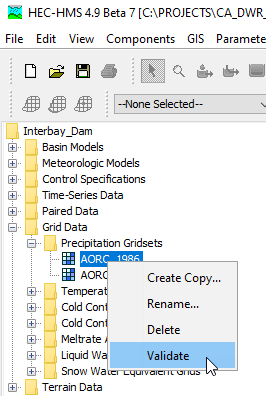 HEC-HMS 4.9 Beta 7 [C:\PROJECTS\CA_DWR_
File Edit View Components GIS Parameter
--None Selected--
Interbay_Dam
Basin Models
Meteorologic Models
Control Specifications
Time-Series Data
Paired Data
Grid Data
Precipitation Gridsets
AORC_1986
AORC
Create Copy...
Temperat
Rename...
Cold Cont
Cold Cont
Delete
Meltrate A
Validate
Liquid Wa
Snow Water Equivalent Grids
Terrain Data